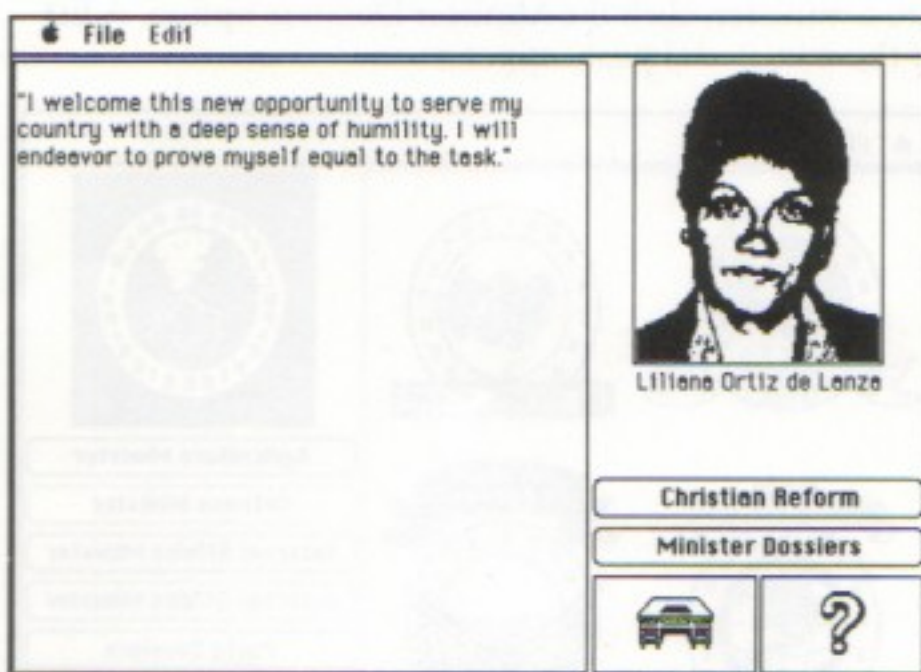 File Edit
"I welcome this new opportunity to serve my
country with a deep sense of humility. I will
endeavor to prove myself equal to the task."
Liliana Ortiz de Lanza
Christian Reform
Minister Dossiers
?